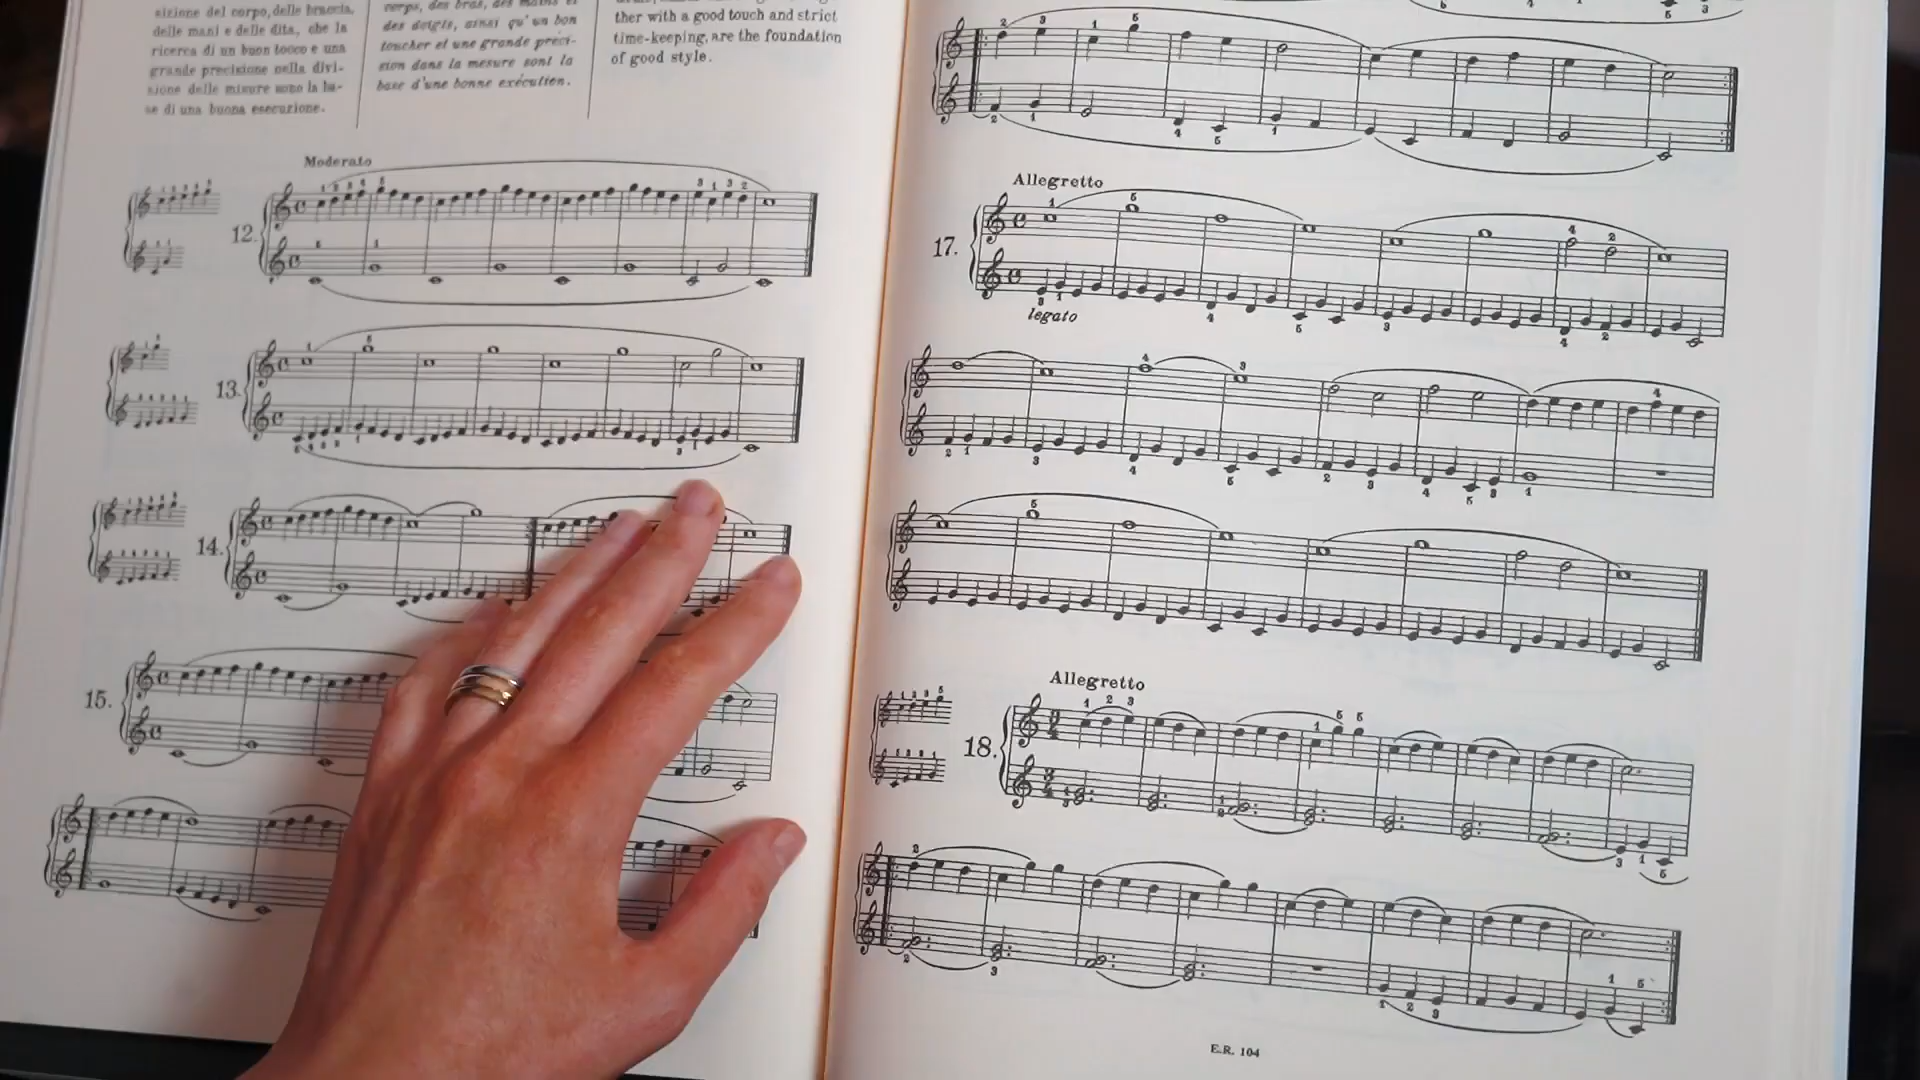 sizione del corpo, delle braccia,
delle mani e delle dita, che la
ricerca di un buon tocco e una
grande precisione nella divi-
sione delle misure sono la ba-
se di una buona esecuzione.
corps, des bras, des mains et
des doigts, ainsi qu'un bon
toucher et une grande préci-
sion dans la mesure sont la
base d'une bonne exécution.
ther with a good touch and strict
time-keeping, are the foundation
of good style.
Moderato
12.
13.
14.
15.
Allegretto
17.
legato
Allegretto
18.
E.R. 104